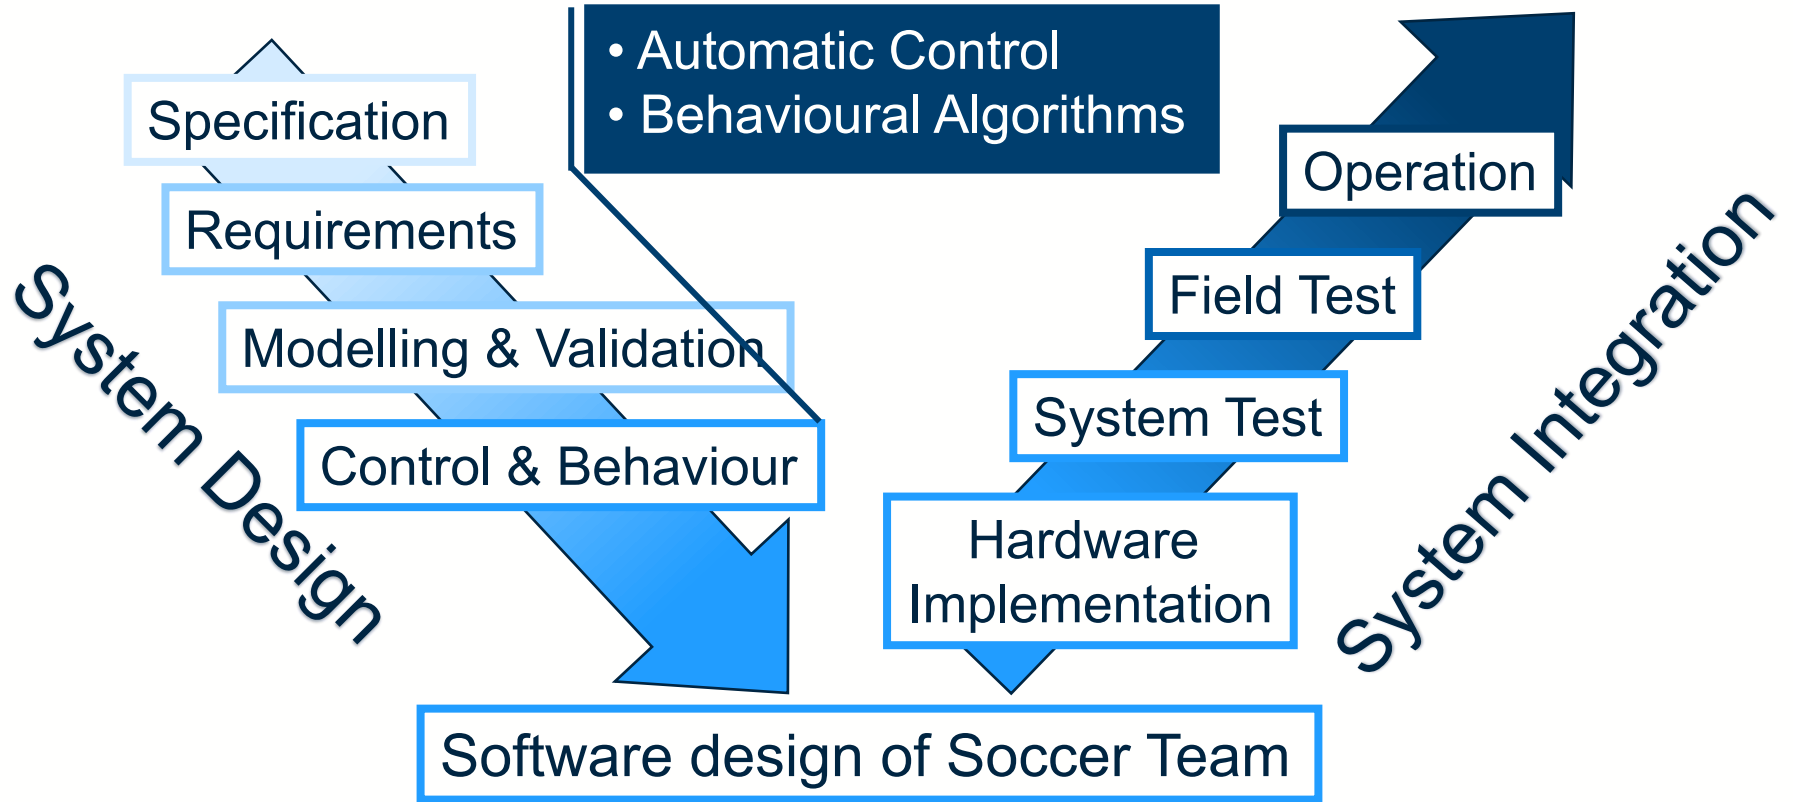 • Automatic Control
• Behavioural Algorithms
Specification
Requirements
Modelling & Validation
Control & Behaviour
System Design
Software design of Soccer Team
Hardware
Implementation
System Test
Field Test
Operation
System Integration